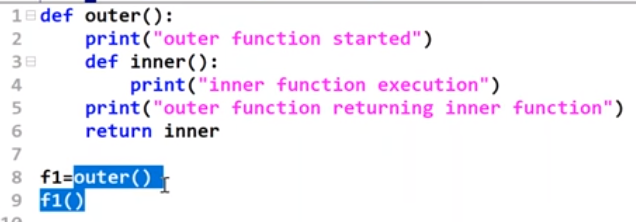 1 def outer():
2     print("outer function started")
3     def inner():
4         print("inner function execution")
5     print("outer function returning inner function")
6     return inner
7
8 f1=outer()
9 f1()